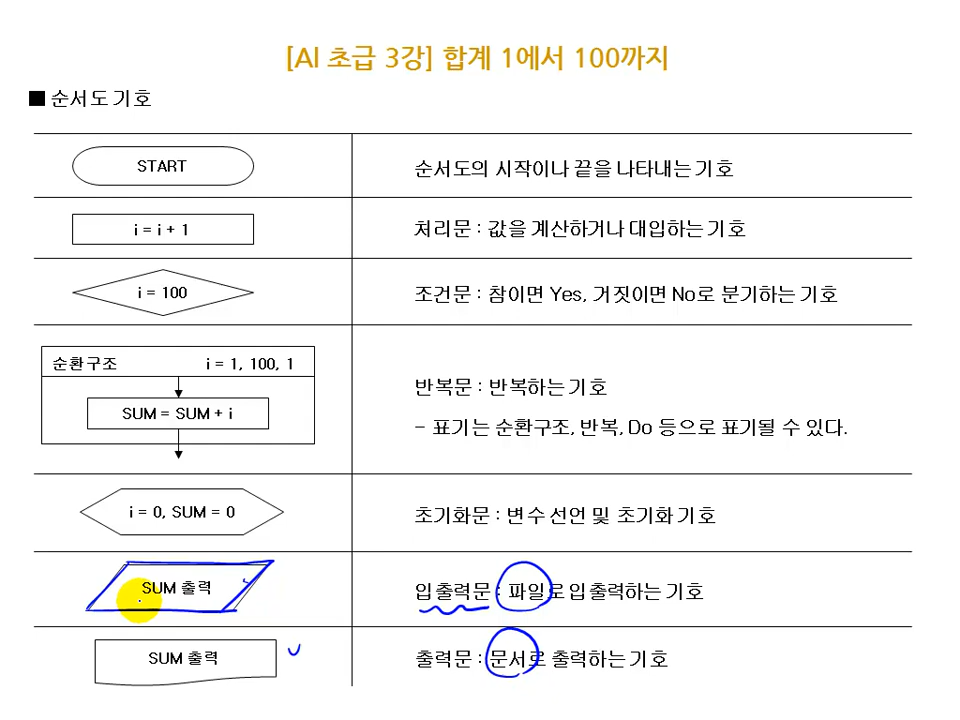 [AI 초급 3강] 합계 1에서 100까지
■ 순서도 기호
START
순서도의 시작이나 끝을 나타내는 기호
i = i + 1
처리문 : 값을 계산하거나 대입하는 기호
i = 100
조건문 : 참이면 Yes, 거짓이면 No로 분기하는 기호
순환구조 i = 1, 100, 1
SUM = SUM + i
반복문 : 반복하는 기호
- 표기는 순환구조, 반복, Do 등으로 표기될 수 있다.
i = 0, SUM = 0
초기화문 : 변수 선언 및 초기화 기호
SUM 출력
입출력문 : 파일로 입출력하는 기호
SUM 출력
출력문 : 문서로 출력하는 기호